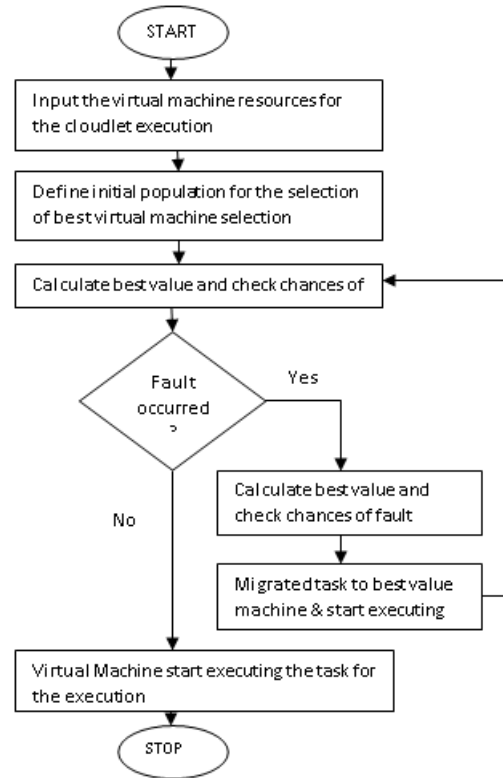 START
Input the virtual machine resources for
the cloudlet execution
Define initial population for the selection
of best virtual machine selection
Calculate best value and check chances of
Fault
occurred
?
Yes
Calculate best value and
check chances of fault
No
Migrated task to best value
machine & start executing
Virtual Machine start executing the task for
the execution
STOP